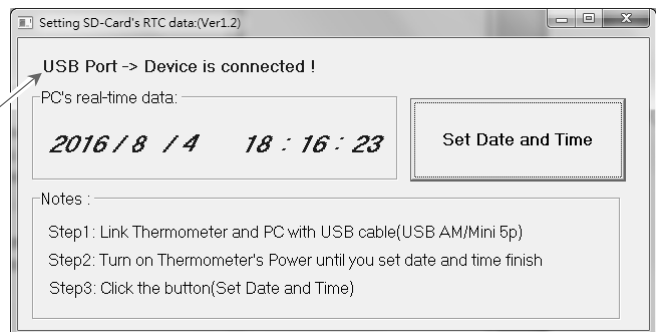 Setting SD-Card's RTC data:(Ver1.2)
USB Port -> Device is connected !
PC's real-time data:
2016 / 8 / 4 18 : 16 : 23
Set Date and Time
Notes :
Step1: Link Thermometer and PC with USB cable(USB AM/Mini 5p)
Step2: Turn on Thermometer's Power until you set date and time finish
Step3: Click the button(Set Date and Time)